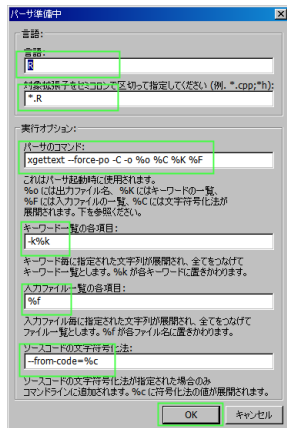 パーサ準備中
言語:
言語:
R
対象拡張子をセミコロンで区切って指定してください (例. *.cpp;*h):
*.R
実行オプション:
パーサのコマンド:
xgettext --force-po -C -o %o %C %K %F
これはパーサ起動時に使用されます。
%o には出力ファイル名、%K にはキーワードの一覧、
%F には入力ファイルの一覧、%C には文字符号化法が
展開されます。下を参照ください。
キーワード一覧の各項目:
-k%k
キーワード毎に指定された文字列が展開され、全てをつなげて
キーワード一覧とします。%k が各キーワードに置きかわります。
入力ファイル一覧の各項目:
%f
入力ファイル毎に指定された文字列が展開され、全てをつなげて
ファイル一覧とします。%f が各ファイル名に置きかわります。
ソースコードの文字符号化法:
--from-code=%c
ソースコードの文字符号化法が指定された場合のみ
コマンドラインに追加されます。%c に符号化法の値が展開されます。
OK キャンセル